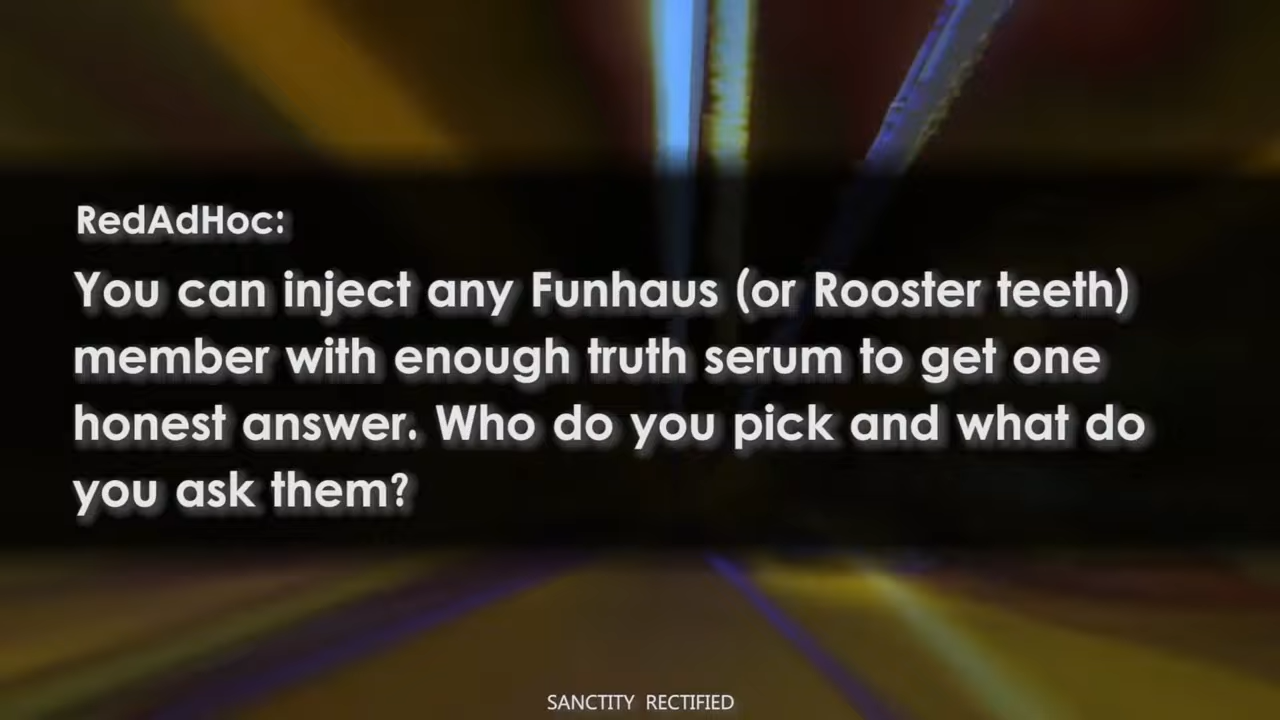 RedAdHoc:
You can inject any Funhaus (or Rooster teeth)
member with enough truth serum to get one
honest answer. Who do you pick and what do
you ask them?
SANCTITY RECTIFIED